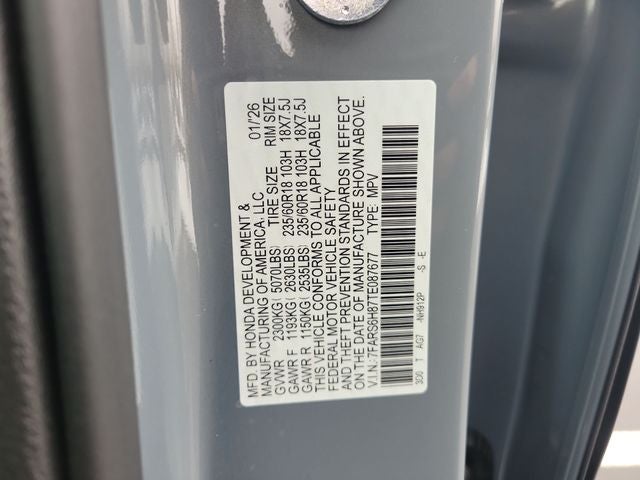 MFD. BY HONDA DEVELOPMENT &
MANUFACTURING OF AMERICA, LLC 01/'26
GVWR 2300KG( 5070LBS) TIRE SIZE RIM SIZE
GAWR F 1193KG( 2630LBS) 235/60R18 103H 18X7.5J
GAWR R 1150KG( 2535LBS) 235/60R18 103H 18X7.5J
THIS VEHICLE CONFORMS TO ALL APPLICABLE
FEDERAL MOTOR VEHICLE SAFETY
AND THEFT PREVENTION STANDARDS IN EFFECT
ON THE DATE OF MANUFACTURE SHOWN ABOVE.
V.I.N.: 7FARS6H87TE087677 TYPE: MPV
3D0 T AG7 -NH912P -S -E